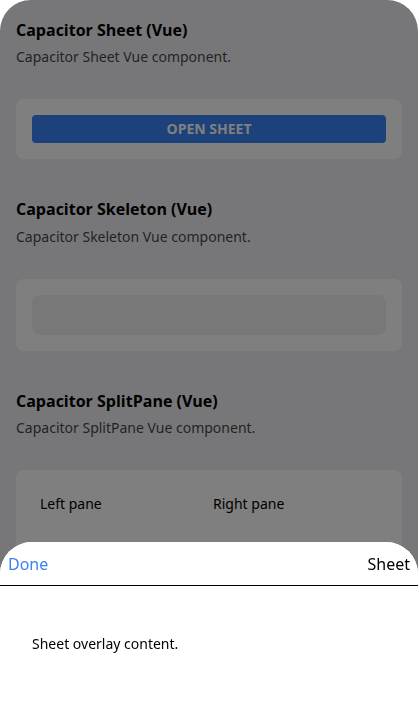 Capacitor Sheet (Vue)
Capacitor Sheet Vue component.
OPEN SHEET
Capacitor Skeleton (Vue)
Capacitor Skeleton Vue component.
Capacitor SplitPane (Vue)
Capacitor SplitPane Vue component.
Left pane Right pane
Done Sheet
Sheet overlay content.